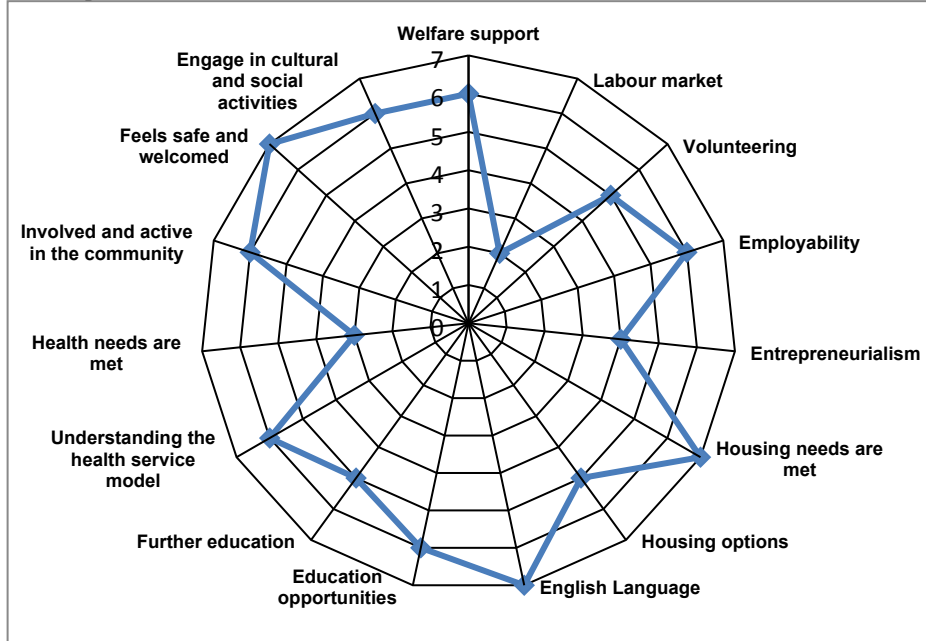 Welfare support
Labour market
Volunteering
Employability
Entrepreneurialism
Housing needs are
met
Housing options
English Language
Education
opportunities
Further education
Understanding the
health service
model
Health needs are
met
Involved and active
in the community
Feels safe and
welcomed
Engage in cultural
and social
activities
7
6
5
4
3
2
1
0